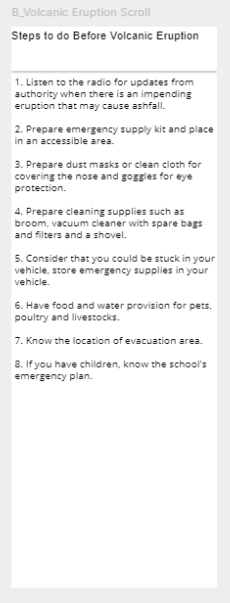 B_Volcanic Eruption Scroll
Steps to do Before Volcanic Eruption
1. Listen to the radio for updates from
authority when there is an impending
eruption that may cause ashfall.
2. Prepare emergency supply kit and place
in an accessible area.
3. Prepare dust masks or clean cloth for
covering the nose and goggles for eye
protection.
4. Prepare cleaning supplies such as
broom, vacuum cleaner with spare bags
and filters and a shovel.
5. Consider that you could be stuck in your
vehicle, store emergency supplies in your
vehicle.
6. Have food and water provision for pets,
poultry and livestocks.
7. Know the location of evacuation area.
8. If you have children, know the school's
emergency plan.